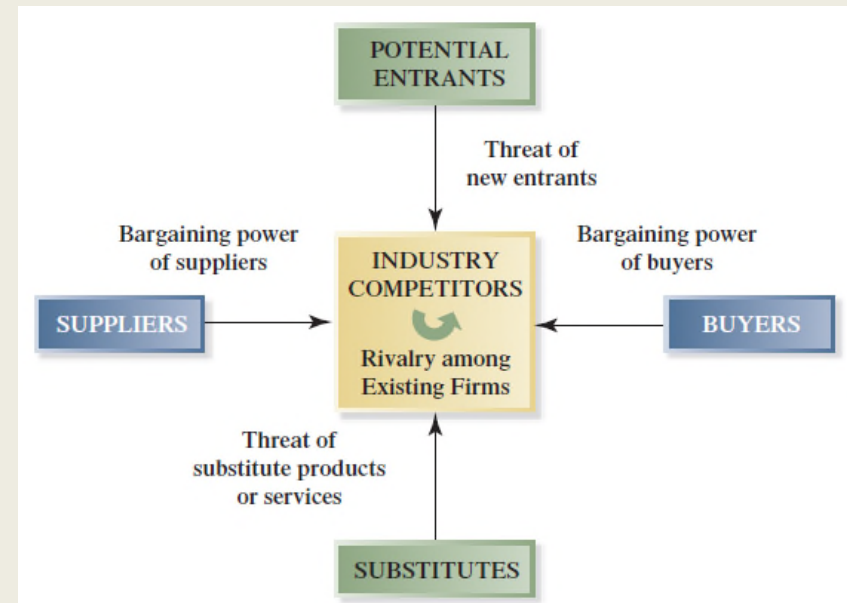 POTENTIAL
ENTRANTS
Threat of
new entrants
Bargaining power
of suppliers
Bargaining power
of buyers
SUPPLIERS
INDUSTRY
COMPETITORS
Rivalry among
Existing Firms
BUYERS
Threat of
substitute products
or services
SUBSTITUTES